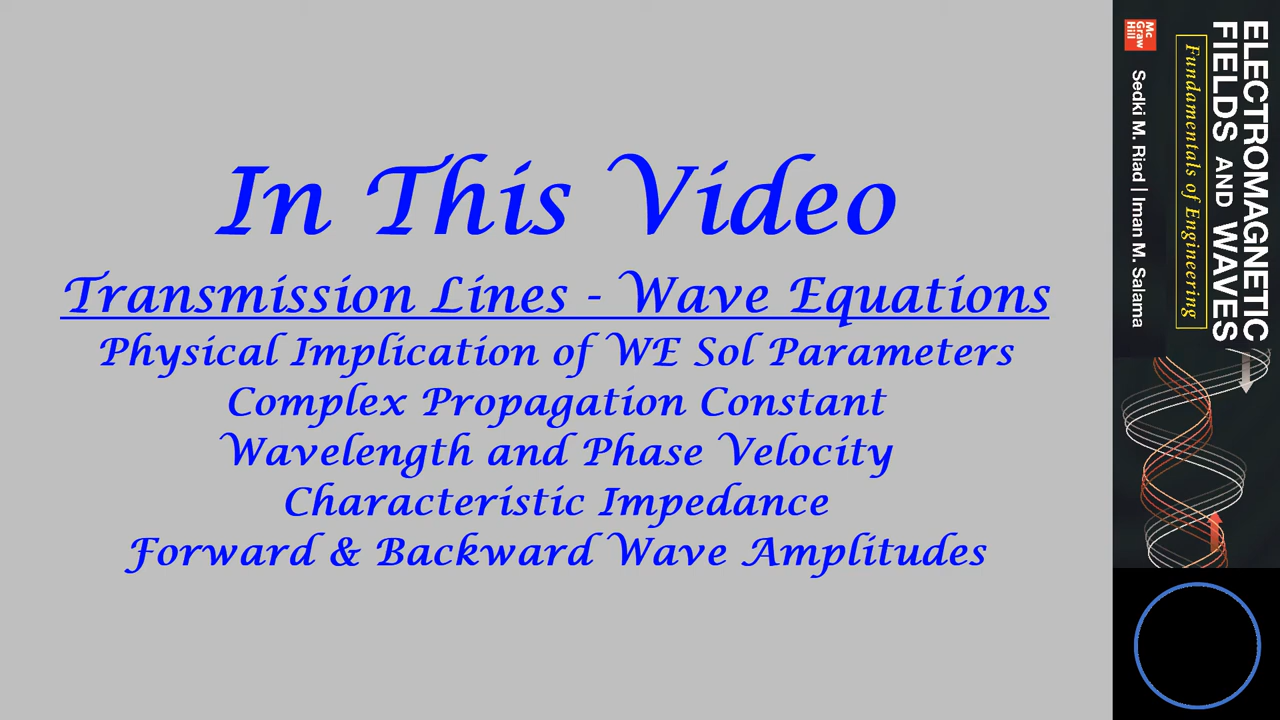 In This Video
Transmission Lines - Wave Equations
Physical Implication of WE Sol Parameters
Complex Propagation Constant
Wavelength and Phase Velocity
Characteristic Impedance
Forward & Backward Wave Amplitudes
ELECTROMAGNETIC
FIELDS AND WAVES
Fundamentals of Engineering
Mc
Graw
Hill
Sedki M. Riad | Iman M. Salama